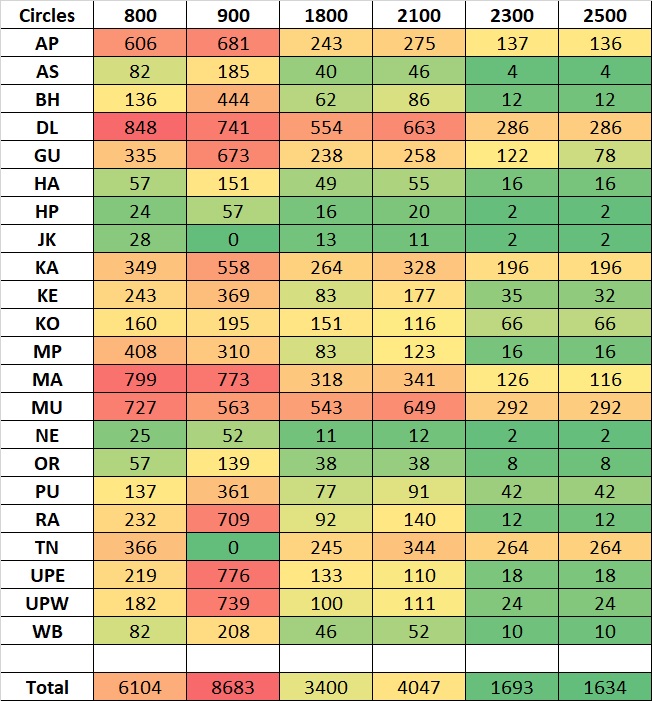 Circles 800 900 1800 2100 2300 2500
AP 606 681 243 275 137 136
AS 82 185 40 46 4 4
BH 136 444 62 86 12 12
DL 848 741 554 663 286 286
GU 335 673 238 258 122 78
HA 57 151 49 55 16 16
HP 24 57 16 20 2 2
JK 28 0 13 11 2 2
KA 349 558 264 328 196 196
KE 243 369 83 177 35 32
KO 160 195 151 116 66 66
MP 408 310 83 123 16 16
MA 799 773 318 341 126 116
MU 727 563 543 649 292 292
NE 25 52 11 12 2 2
OR 57 139 38 38 8 8
PU 137 361 77 91 42 42
RA 232 709 92 140 12 12
TN 366 0 245 344 264 264
UPE 219 776 133 110 18 18
UPW 182 739 100 111 24 24
WB 82 208 46 52 10 10
Total 6104 8683 3400 4047 1693 1634